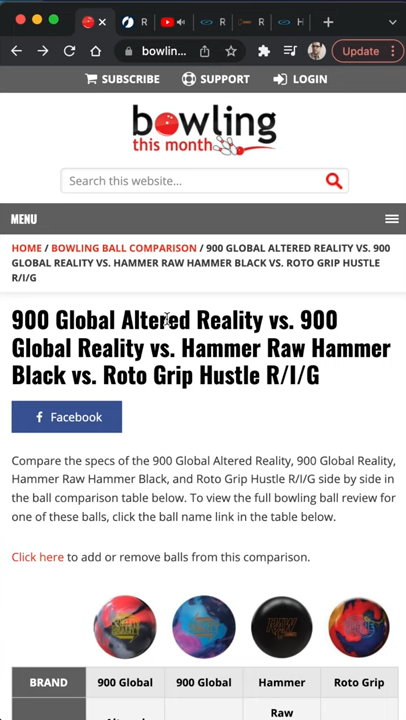 R
R
H
bowlin...
Update
SUBSCRIBE
SUPPORT
LOGIN
bowling
this month
Search this website...
MENU
HOME / BOWLING BALL COMPARISON / 900 GLOBAL ALTERED REALITY VS. 900
GLOBAL REALITY VS. HAMMER RAW HAMMER BLACK VS. ROTO GRIP HUSTLE
R/I/G
900 Global Altered Reality vs. 900
Global Reality vs. Hammer Raw Hammer
Black vs. Roto Grip Hustle R/I/G
Facebook
Compare the specs of the 900 Global Altered Reality, 900 Global Reality,
Hammer Raw Hammer Black, and Roto Grip Hustle R/I/G side by side in
the ball comparison table below. To view the full bowling ball review for
one of these balls, click the ball name link in the table below.
Click here to add or remove balls from this comparison.
RAW
BRAND 900 Global 900 Global Hammer Roto Grip
Raw